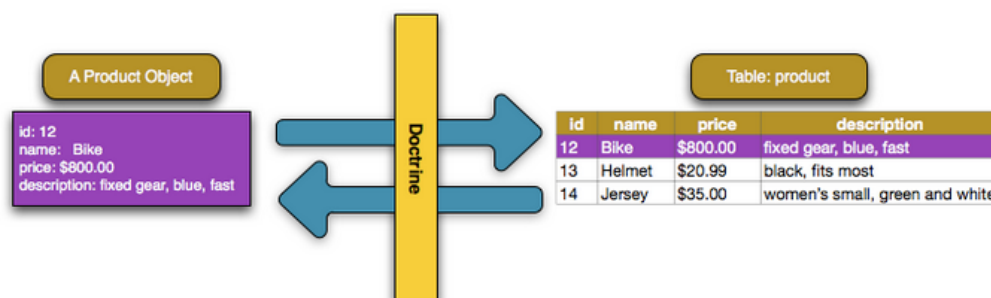 A Product Object
id: 12
name: Bike
price: $800.00
description: fixed gear, blue, fast
Doctrine
Table: product
id name price description
12 Bike $800.00 fixed gear, blue, fast
13 Helmet $20.99 black, fits most
14 Jersey $35.00 women’s small, green and white